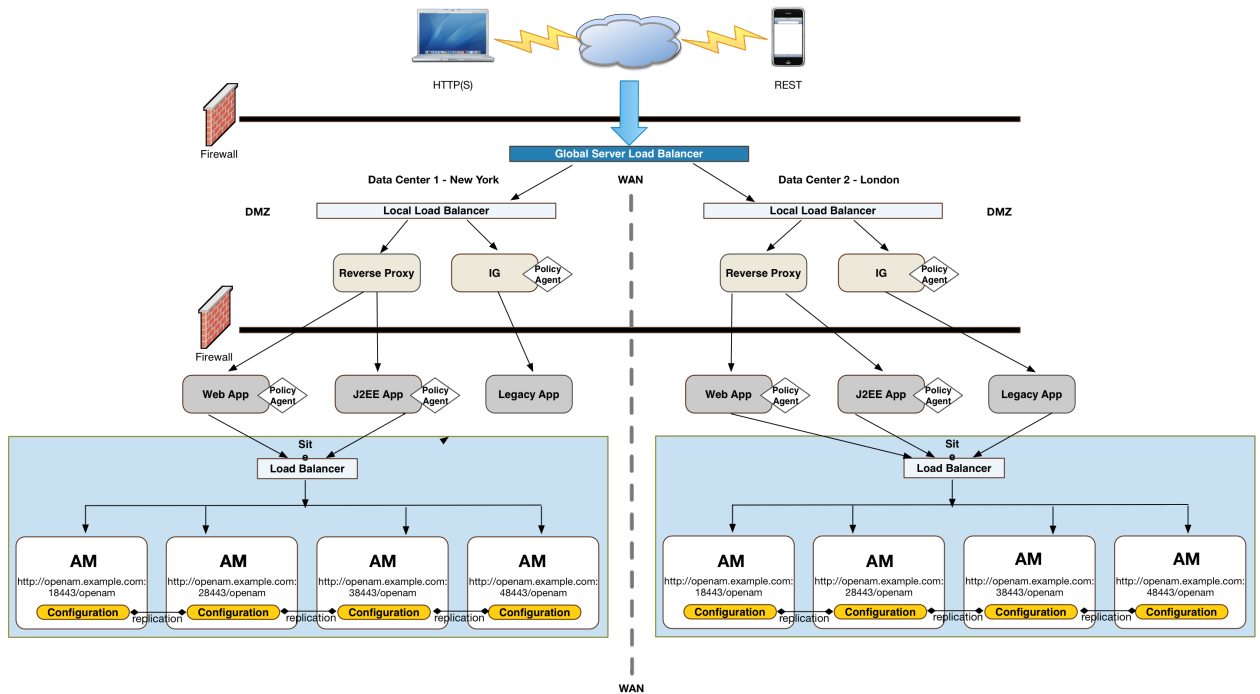 HTTP(S)
REST
Firewall
Global Server Load Balancer
Data Center 1 - New York
WAN
Data Center 2 - London
DMZ
Local Load Balancer
Local Load Balancer
DMZ
Reverse Proxy
IG
Policy
Agent
Reverse Proxy
IG
Policy
Agent
Firewall
Web App
Policy
Agent
J2EE App
Policy
Agent
Legacy App
Web App
Policy
Agent
J2EE App
Policy
Agent
Legacy App
Sit
e
Load Balancer
Sit
e
Load Balancer
AM
http://openam.example.com:
18443/openam
Configuration
replication
AM
http://openam.example.com:
28443/openam
Configuration
replication
AM
http://openam.example.com:
38443/openam
Configuration
replication
AM
http://openam.example.com:
48443/openam
Configuration
AM
http://openam.example.com:
18443/openam
Configuration
replication
AM
http://openam.example.com:
28443/openam
Configuration
replication
AM
http://openam.example.com:
38443/openam
Configuration
replication
AM
http://openam.example.com:
48443/openam
Configuration
WAN